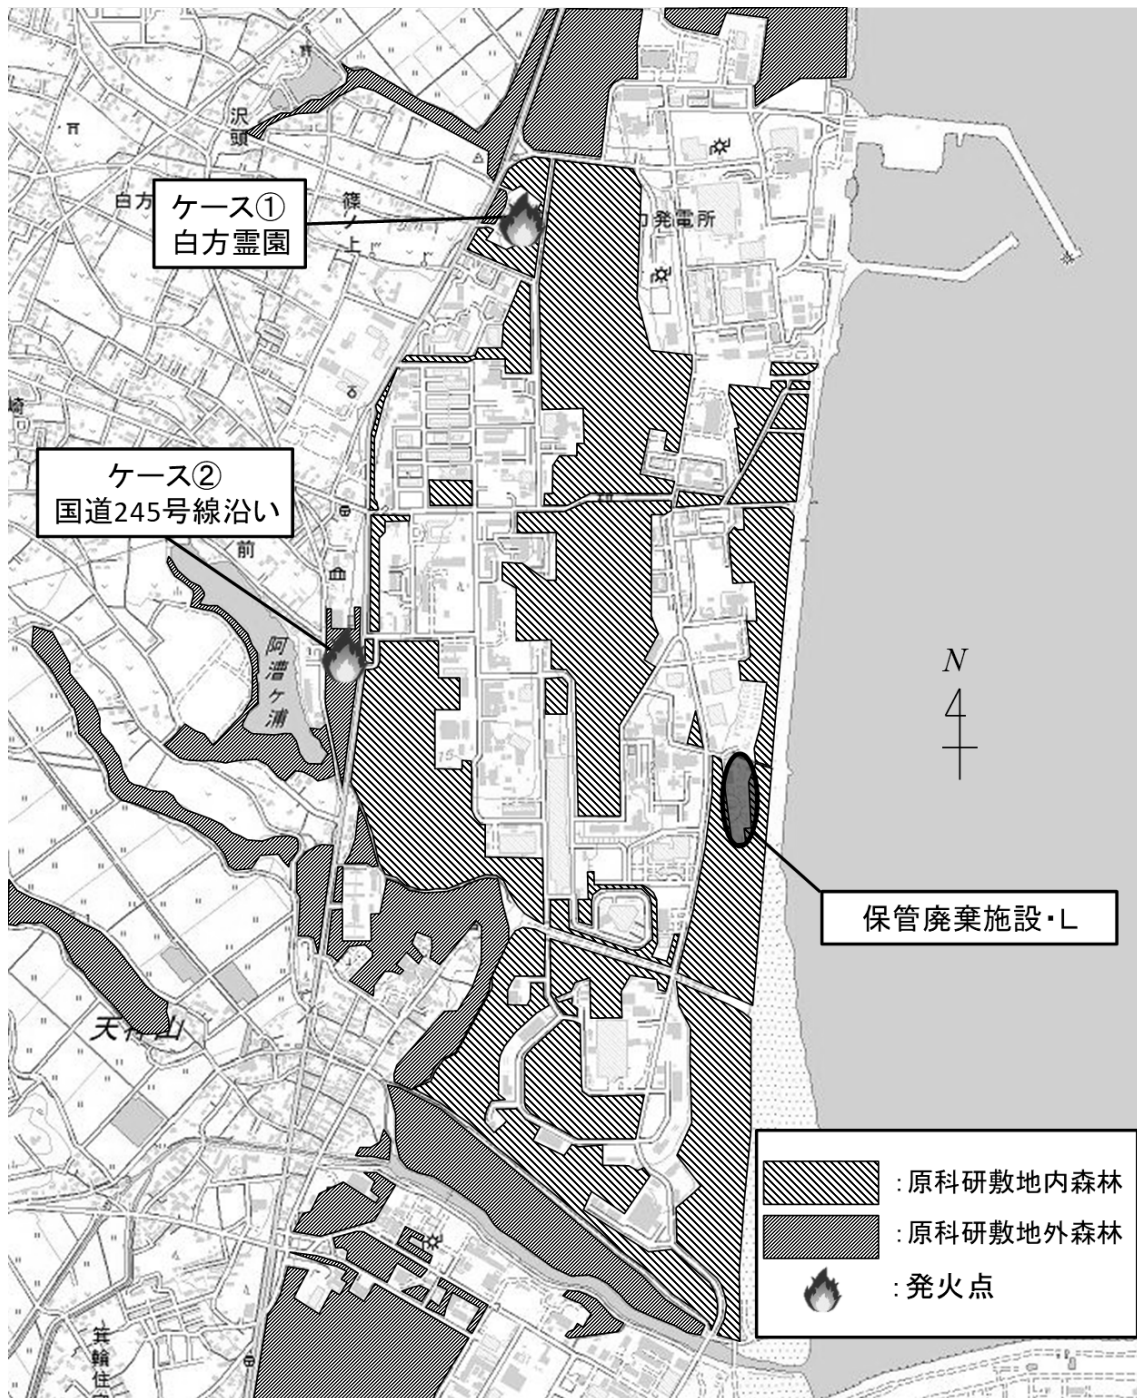 沢
頭
白方
篠
ノ
上
ケース①
白方霊園
力発電所
崎
ケース②
国道245号線沿い
前
阿
漕
ヶ
浦
N
15
保管廃棄施設・L
天神山
:原科研敷地内森林
:原科研敷地外森林
:発火点
箕
輪
住